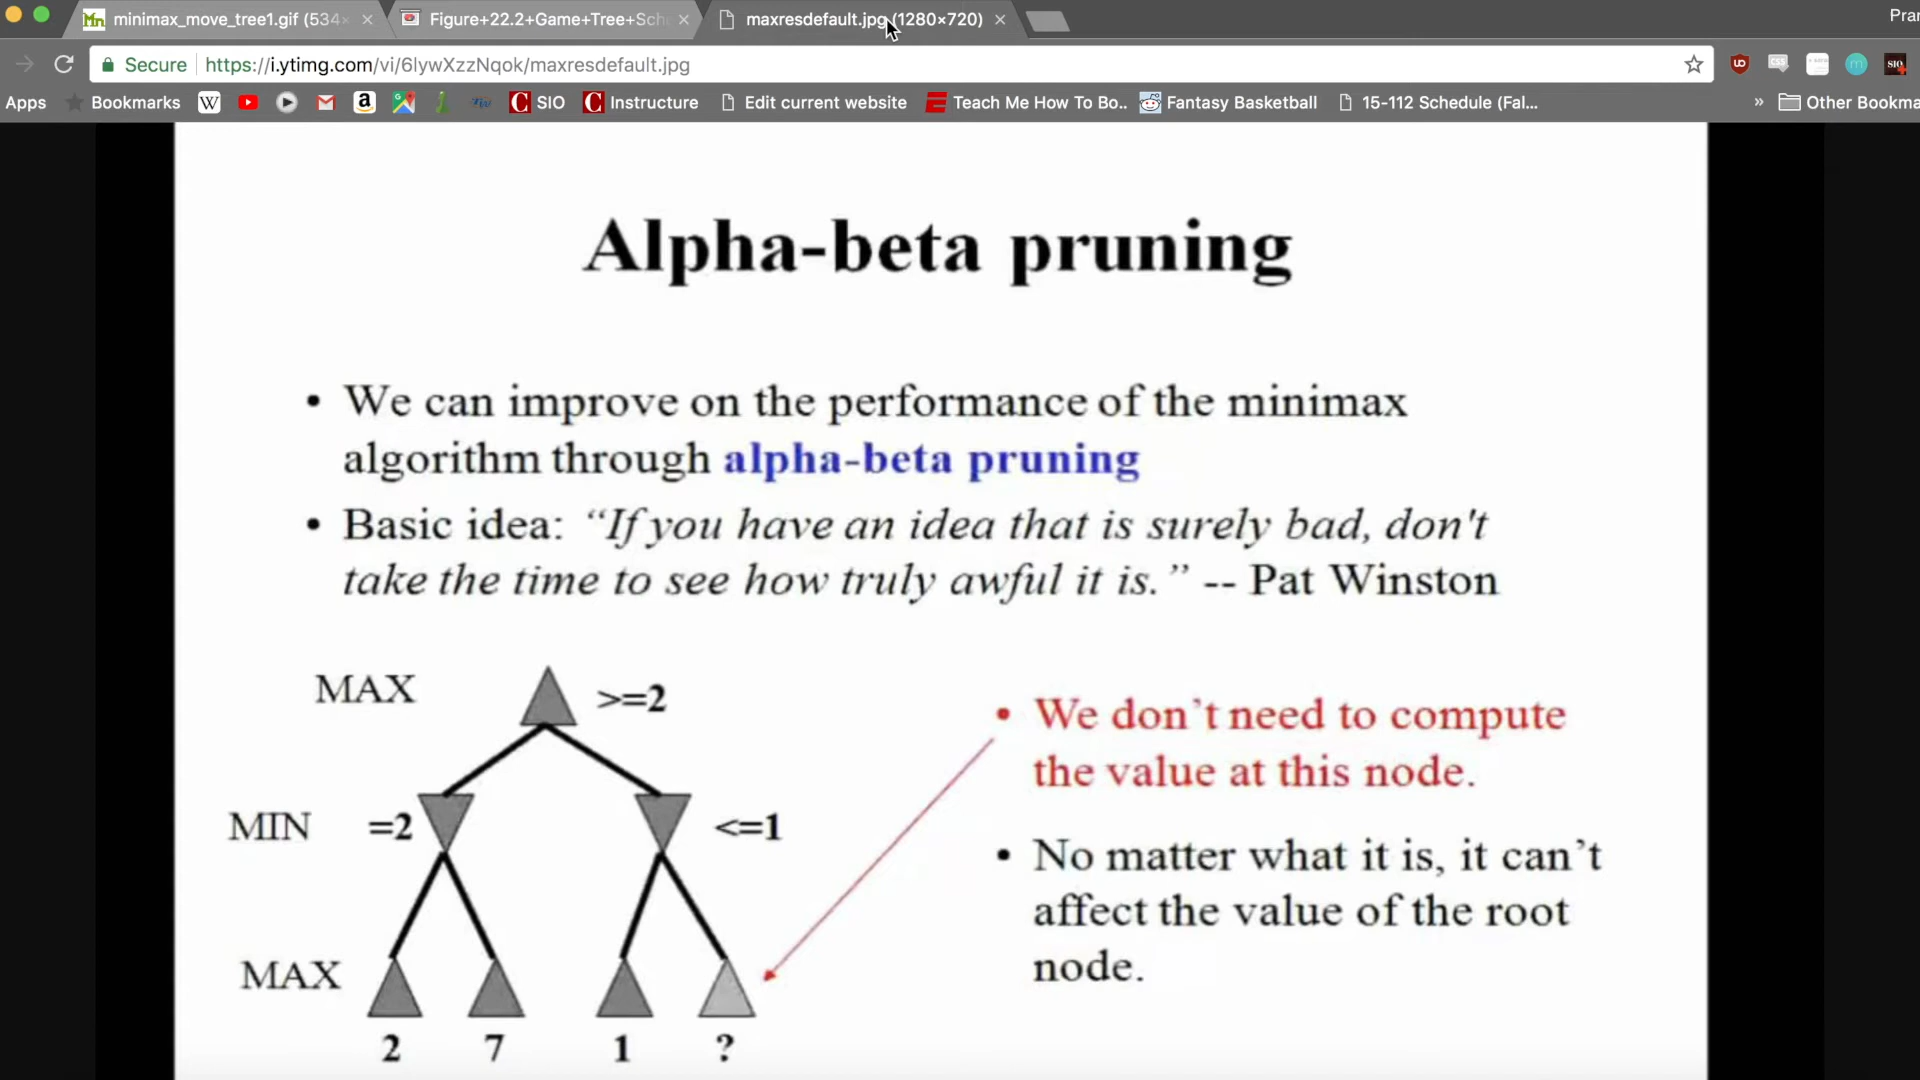 minimax_move_tree1.gif (534×
Figure+22.2+Game+Tree+Sch
maxresdefault.jpg (1280×720)
Pran
Secure https://i.ytimg.com/vi/6lywXzzNqok/maxresdefault.jpg
Apps Bookmarks SIO Instructure Edit current website Teach Me How To Bo.. Fantasy Basketball 15-112 Schedule (Fal... » Other Bookma
Alpha-beta pruning
• We can improve on the performance of the minimax
algorithm through alpha-beta pruning
• Basic idea: “If you have an idea that is surely bad, don't
take the time to see how truly awful it is.” -- Pat Winston
MAX >=2
MIN =2 <=1
MAX
2 7 1 ?
• We don’t need to compute
the value at this node.
• No matter what it is, it can’t
affect the value of the root
node.